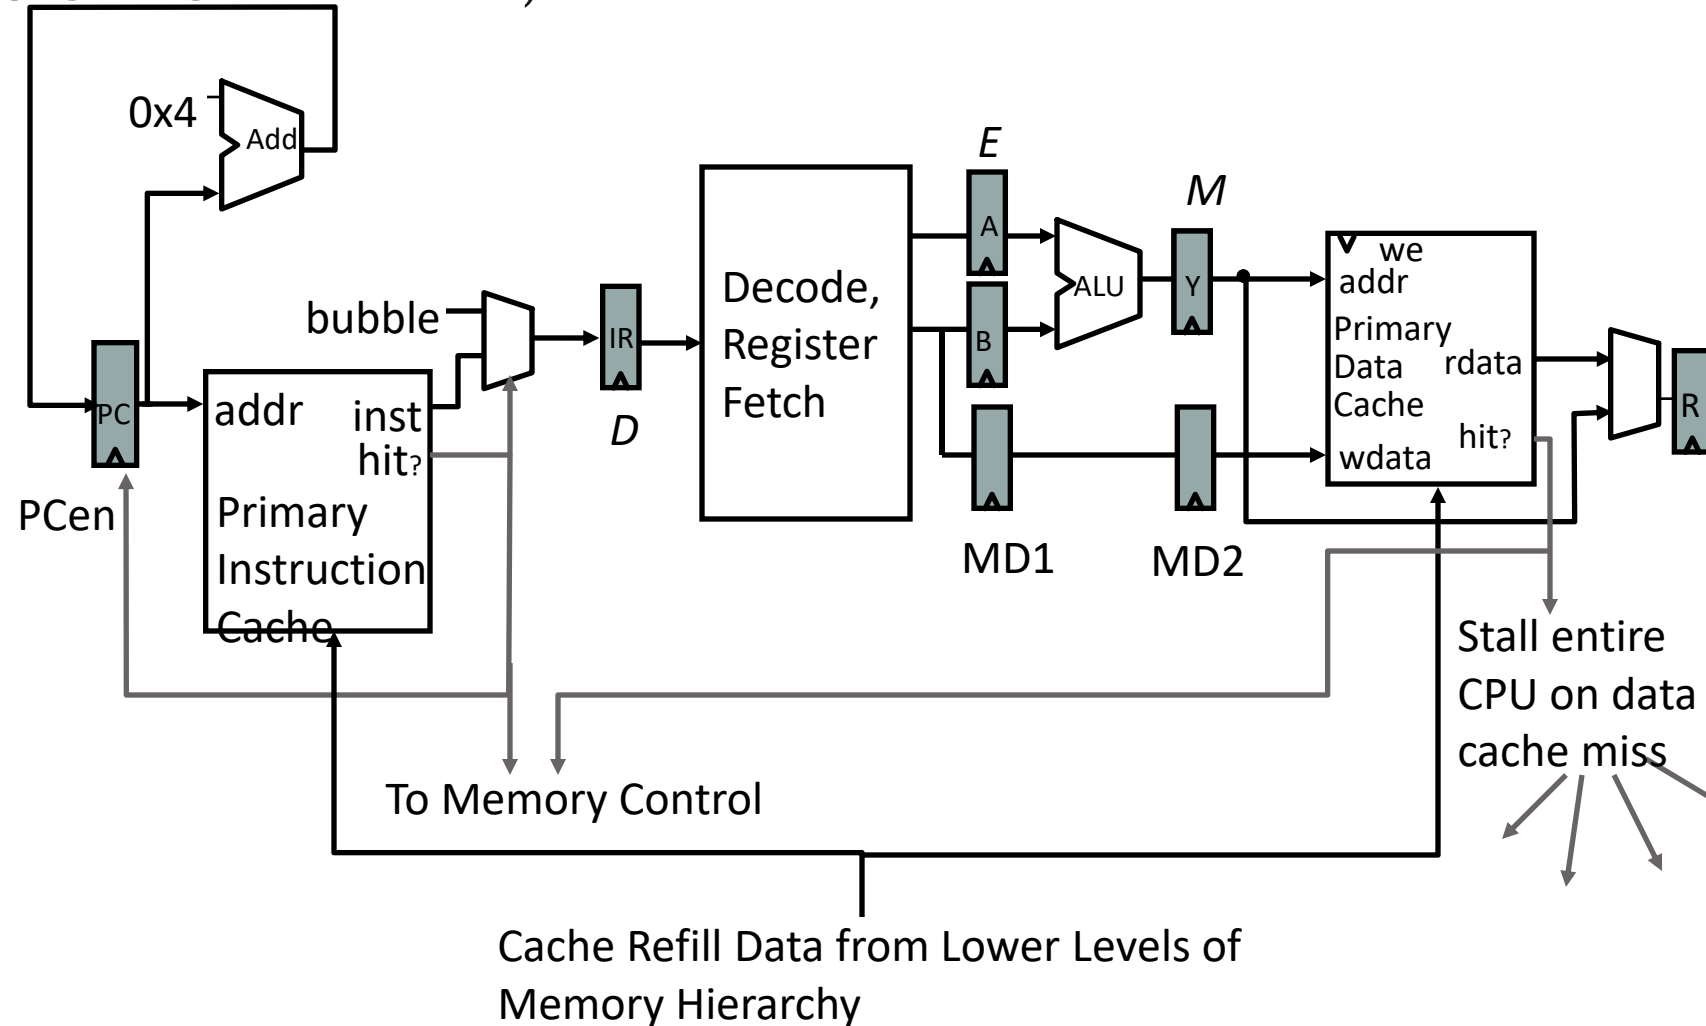 0x4
Add
E
M
A
we
addr
Decode,
Register
Fetch
ALU
Y
bubble
IR
B
Primary
Data
Cache
rdata
R
PC
addr
inst
hit?
D
hit?
wdata
PCen
Primary
Instruction
Cache
MD1
MD2
Stall entire
CPU on data
cache miss
To Memory Control
Cache Refill Data from Lower Levels of
Memory Hierarchy